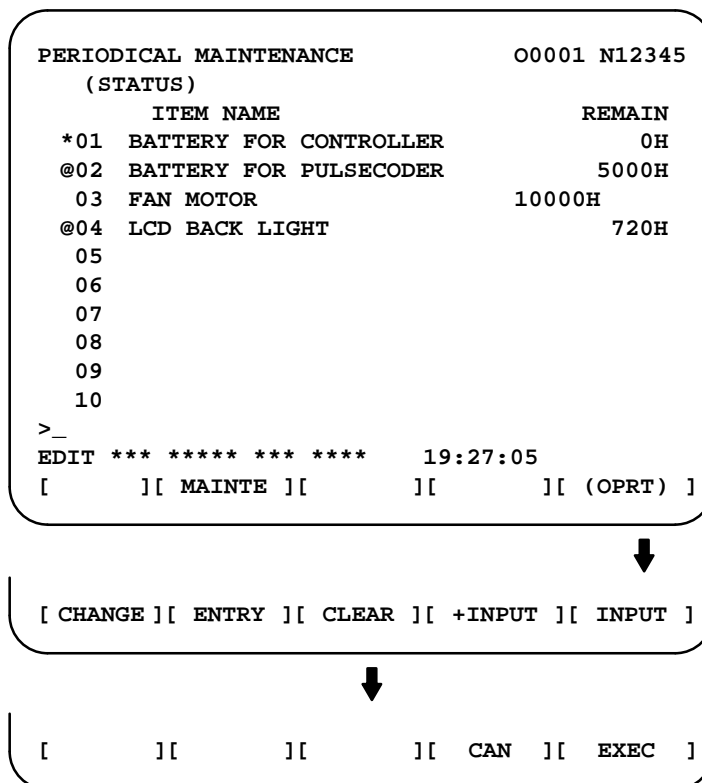 PERIODICAL MAINTENANCE O0001 N12345
(STATUS)
ITEM NAME REMAIN
*01 BATTERY FOR CONTROLLER 0H
@02 BATTERY FOR PULSECODER 5000H
03 FAN MOTOR 10000H
@04 LCD BACK LIGHT 720H
05
06
07
08
09
10
>_
EDIT *** ***** *** **** 19:27:05
[ ][ MAINTE ][ ][ ][ (OPRT) ]
[ CHANGE ][ ENTRY ][ CLEAR ][ +INPUT ][ INPUT ]
[ ][ ][ ][ CAN ][ EXEC ]